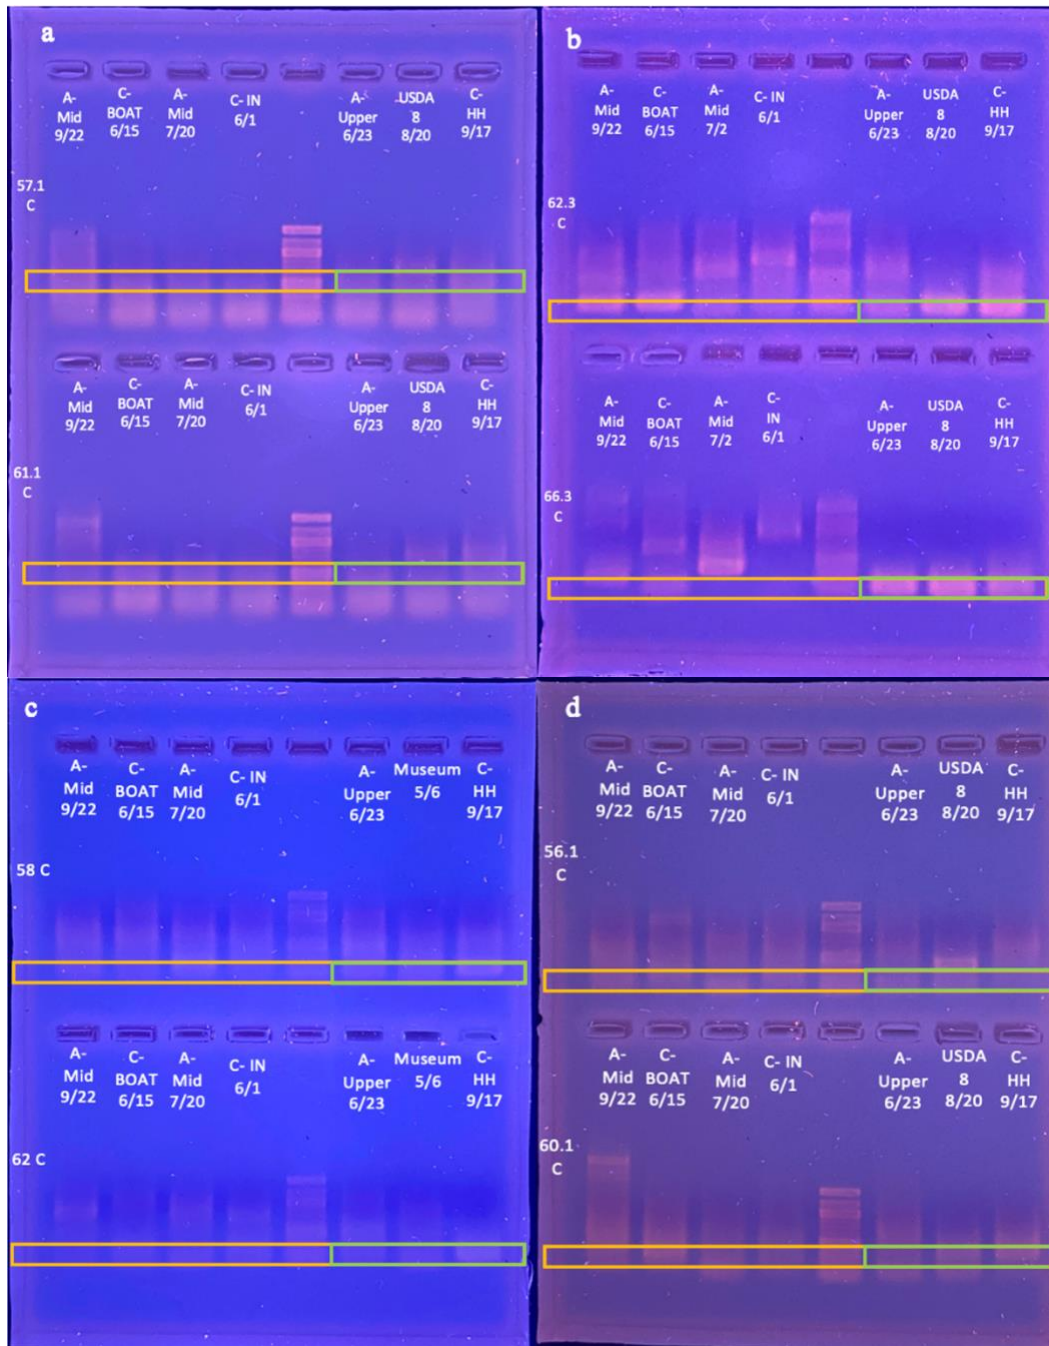 a
A-
Mid
9/22
C-
BOAT
6/15
A-
Mid
7/20
C- IN
6/1
A-
Upper
6/23
USDA
8
8/20
C-
HH
9/17
57.1
C
A-
Mid
9/22
C-
BOAT
6/15
A-
Mid
7/20
C- IN
6/1
A-
Upper
6/23
USDA
8
8/20
C-
HH
9/17
61.1
C
b
A-
Mid
9/22
C-
BOAT
6/15
A-
Mid
7/2
C- IN
6/1
A-
Upper
6/23
USDA
8
8/20
C-
HH
9/17
62.3
C
A-
Mid
9/22
C-
BOAT
6/15
A-
Mid
7/2
C-
IN
6/1
A-
Upper
6/23
USDA
8
8/20
C-
HH
9/17
66.3
C
c
A-
Mid
9/22
C-
BOAT
6/15
A-
Mid
7/20
C- IN
6/1
A-
Upper
6/23
Museum
5/6
C-
HH
9/17
58 C
A-
Mid
9/22
C-
BOAT
6/15
A-
Mid
7/20
C- IN
6/1
A-
Upper
6/23
Museum
5/6
C-
HH
9/17
62 C
d
A-
Mid
9/22
C-
BOAT
6/15
A-
Mid
7/20
C- IN
6/1
A-
Upper
6/23
USDA
8
8/20
C-
HH
9/17
56.1
C
A-
Mid
9/22
C-
BOAT
6/15
A-
Mid
7/20
C- IN
6/1
A-
Upper
6/23
USDA
8
8/20
C-
HH
9/17
60.1
C